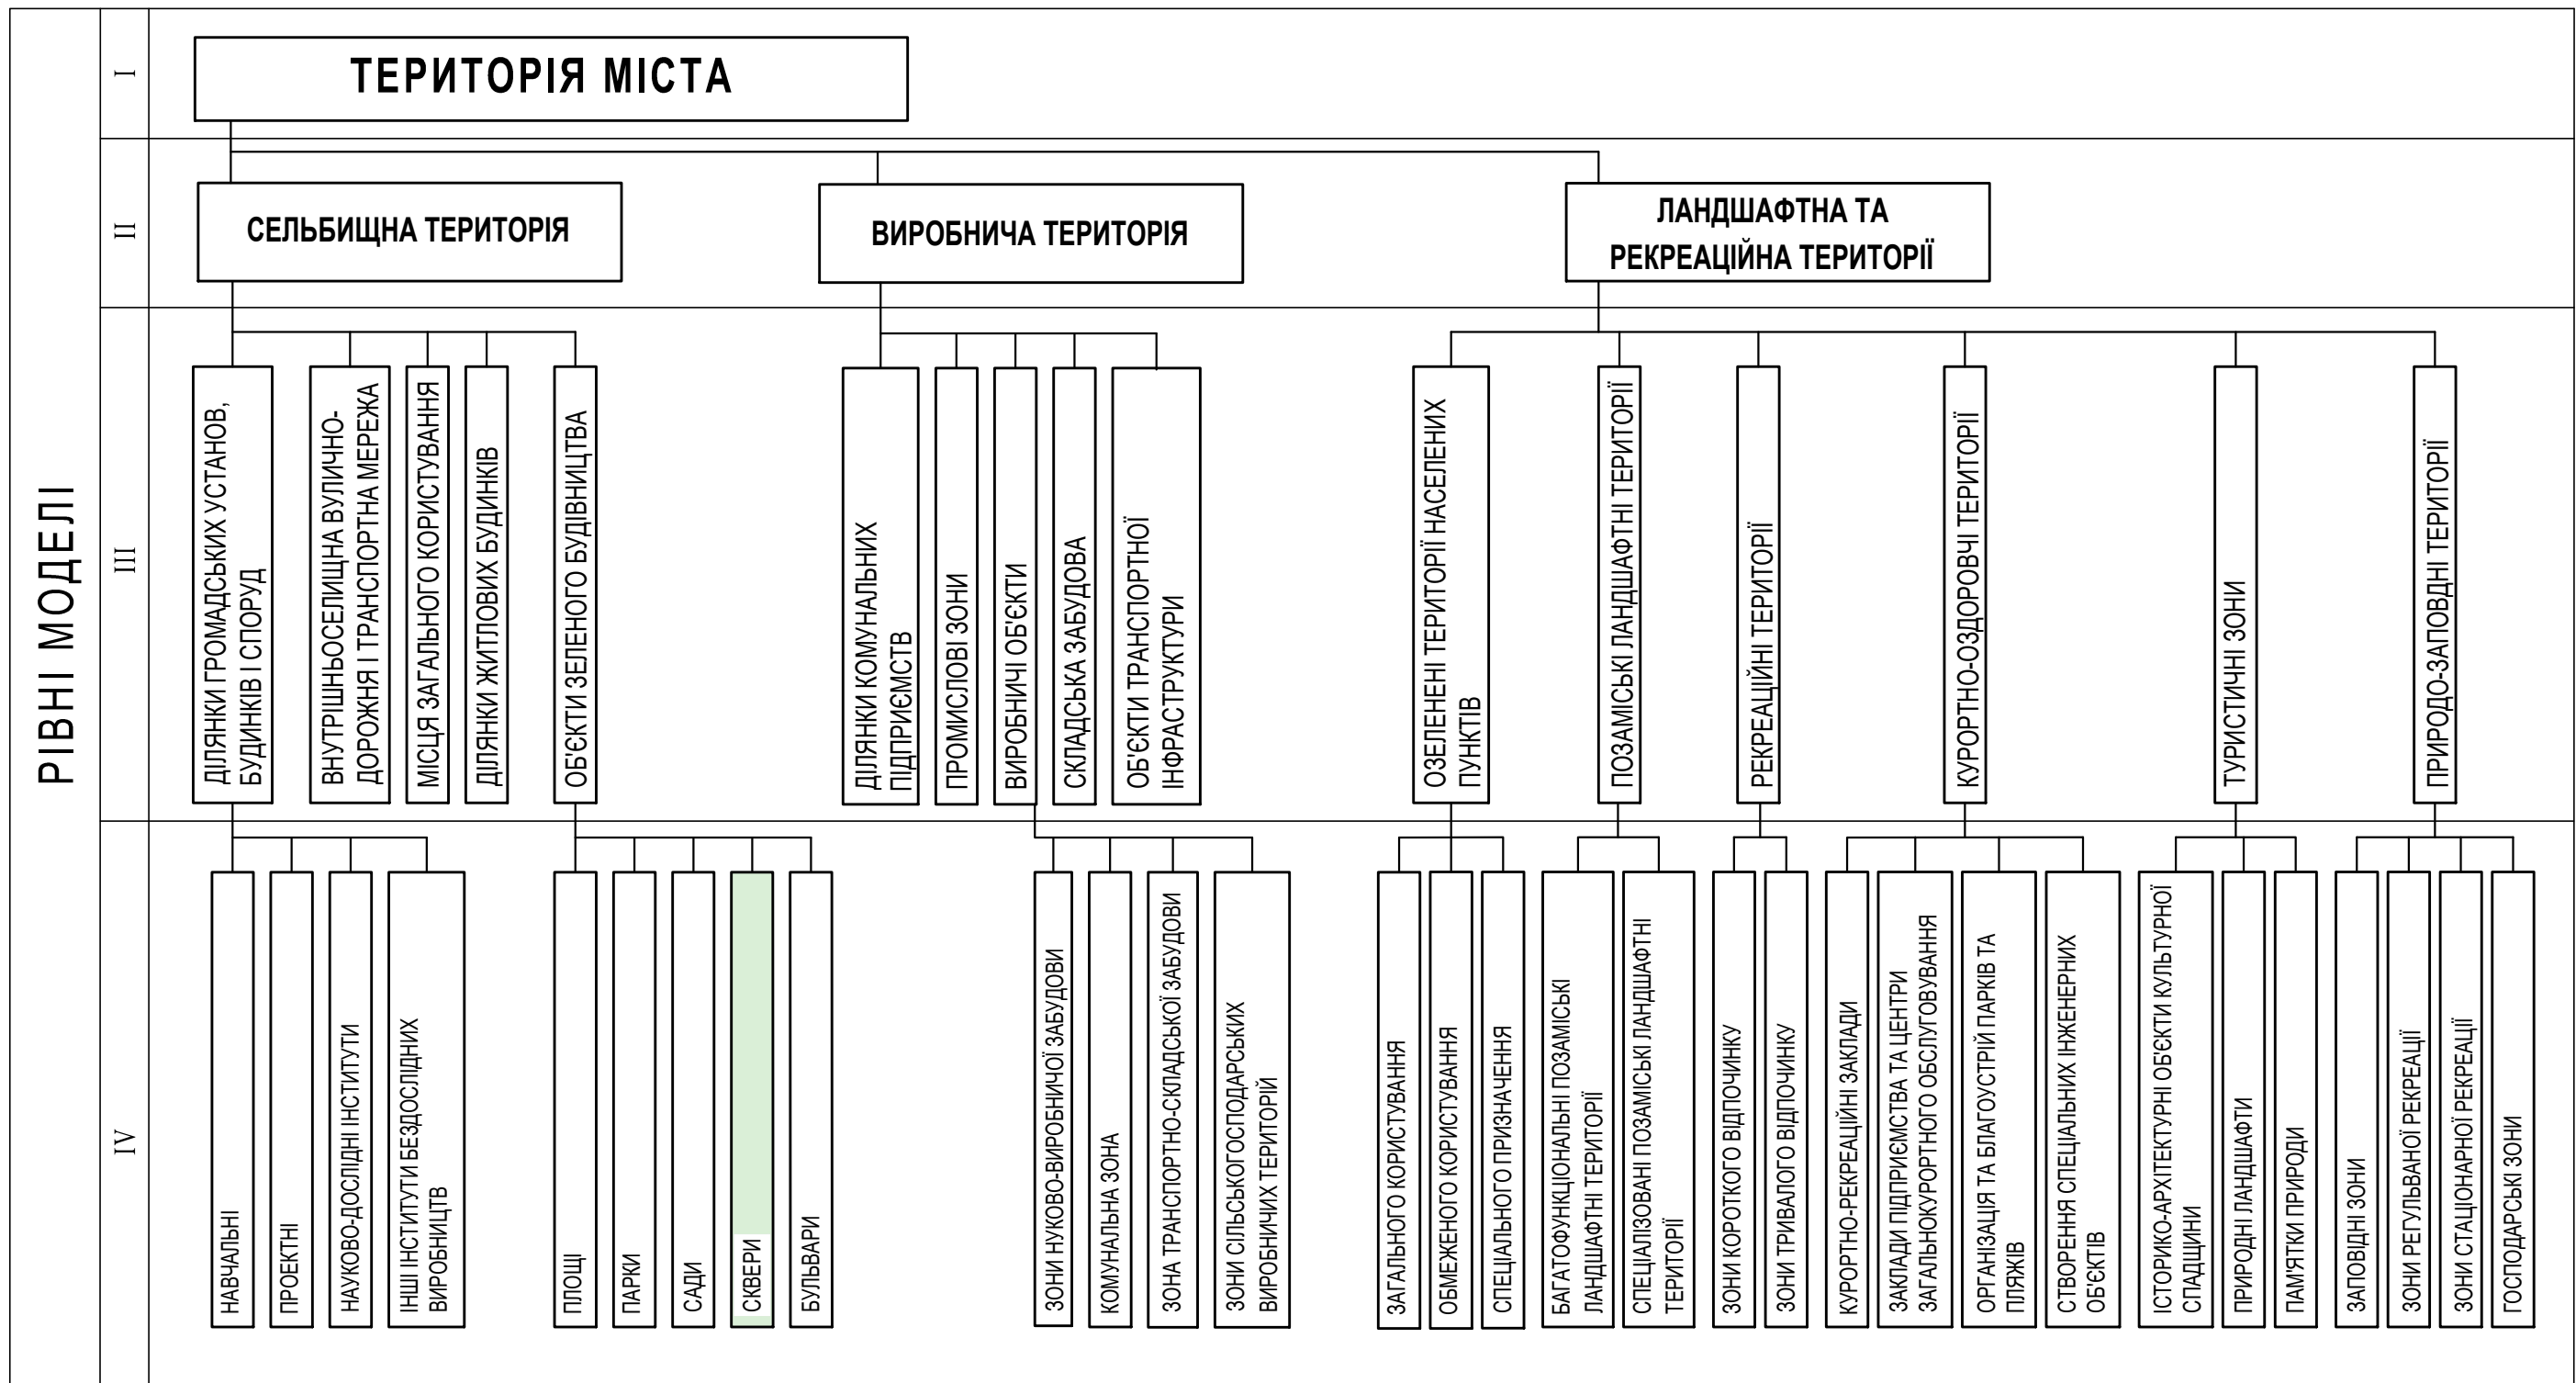 РІВНІ МОДЕЛІ
I
ТЕРИТОРІЯ МІСТА
II
СЕЛЬБИЩНА ТЕРИТОРІЯ
ВИРОБНИЧА ТЕРИТОРІЯ
ЛАНДШАФТНА ТА
РЕКРЕАЦІЙНА ТЕРИТОРІЇ
III
ДІЛЯНКИ ГРОМАДСЬКИХ УСТАНОВ,
БУДИНКІВ І СПОРУД
ВНУТРІШНЬОСЕЛИЩНА ВУЛИЧНО-
ДОРОЖНЯ І ТРАНСПОРТНА МЕРЕЖА
МІСЦЯ ЗАГАЛЬНОГО КОРИСТУВАННЯ
ДІЛЯНКИ ЖИТЛОВИХ БУДИНКІВ
ОБ'ЄКТИ ЗЕЛЕНОГО БУДІВНИЦТВА
ДІЛЯНКИ КОМУНАЛЬНИХ
ПІДПРИЄМСТВ
ПРОМИСЛОВІ ЗОНИ
ВИРОБНИЧІ ОБ'ЄКТИ
СКЛАДСЬКА ЗАБУДОВА
ОБ'ЄКТИ ТРАНСПОРТНОЇ
ІНФРАСТРУКТУРИ
ОЗЕЛЕНЕНІ ТЕРИТОРІЇ НАСЕЛЕНИХ
ПУНКТІВ
ПОЗАМІСЬКІ ЛАНДШАФТНІ ТЕРИТОРІЇ
РЕКРЕАЦІЙНІ ТЕРИТОРІЇ
КУРОРТНО-ОЗДОРОВЧІ ТЕРИТОРІЇ
ТУРИСТИЧНІ ЗОНИ
ПРИРОДО-ЗАПОВДНІ ТЕРИТОРІЇ
IV
НАВЧАЛЬНІ
ПРОЕКТНІ
НАУКОВО-ДОСЛІДНІ ІНСТИТУТИ
ІНШІ ІНСТИТУТИ БЕЗДОСЛІДНИХ
ВИРОБНИЦТВ
ПЛОЩІ
ПАРКИ
САДИ
СКВЕРИ
БУЛЬВАРИ
ЗОНИ НУКОВО-ВИРОБНИЧОЇ ЗАБУДОВИ
КОМУНАЛЬНА ЗОНА
ЗОНА ТРАНСПОРТНО-СКЛАДСЬКОЇ ЗАБУДОВИ
ЗОНИ СІЛЬСЬКОГОСПОДАРСЬКИХ
ВИРОБНИЧИХ ТЕРИТОРІЙ
ЗАГАЛЬНОГО КОРИСТУВАННЯ
ОБМЕЖЕНОГО КОРИСТУВАННЯ
СПЕЦІАЛЬНОГО ПРИЗНАЧЕННЯ
БАГАТОФУНКЦІОНАЛЬНІ ПОЗАМІСЬКІ
ЛАНДШАФТНІ ТЕРИТОРІЇ
СПЕЦІАЛІЗОВАНІ ПОЗАМІСЬКІ ЛАНДШАФТНІ
ТЕРИТОРІЇ
ЗОНИ КОРОТКОГО ВІДПОЧИНКУ
ЗОНИ ТРИВАЛОГО ВІДПОЧИНКУ
КУРОРТНО-РЕКРЕАЦІЙНІ ЗАКЛАДИ
ЗАКЛАДИ ПІДПРИЄМСТВА ТА ЦЕНТРИ
ЗАГАЛЬНОКУРОРТНОГО ОБСЛУГОВУВАННЯ
ОРГАНІЗАЦІЯ ТА БЛАГОУСТРІЙ ПАРКІВ ТА
ПЛЯЖІВ
СТВОРЕННЯ СПЕЦІАЛЬНИХ ІНЖЕНЕРНИХ
ОБ'ЄКТІВ
ІСТОРИКО-АРХІТЕКТУРНІ ОБ'ЄКТИ КУЛЬТУРНОЇ
СПАДЩИНИ
ПРИРОДНІ ЛАНДШАФТИ
ПАМ'ЯТКИ ПРИРОДИ
ЗАПОВІДНІ ЗОНИ
ЗОНИ РЕГУЛЬВАНОЇ РЕКРЕАЦІЇ
ЗОНИ СТАЦІОНАРНОЇ РЕКРЕАЦІЇ
ГОСПОДАРСЬКІ ЗОНИ